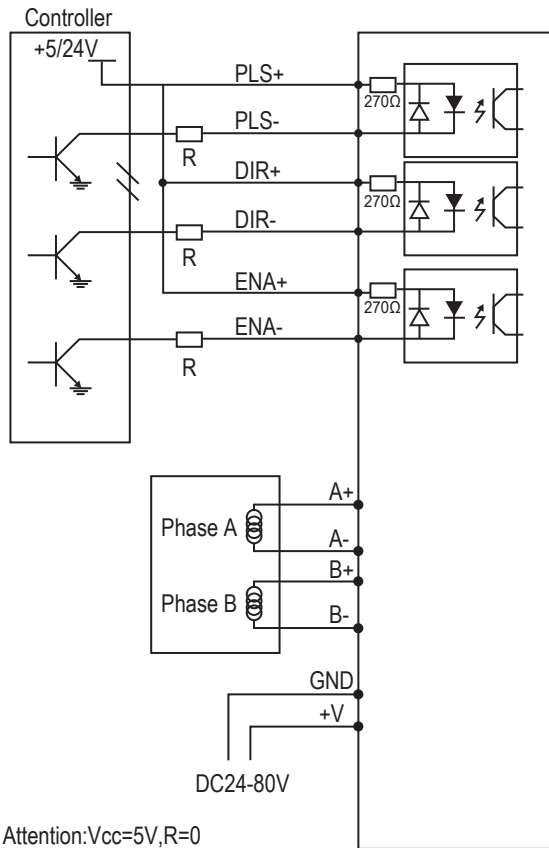 Controller
+5/24V
PLS+
270Ω
PLS-
R
DIR+
270Ω
DIR-
R
ENA+
270Ω
ENA-
R
A+
Phase A
A-
B+
Phase B
B-
GND
+V
DC24-80V
Attention:Vcc=5V,R=0